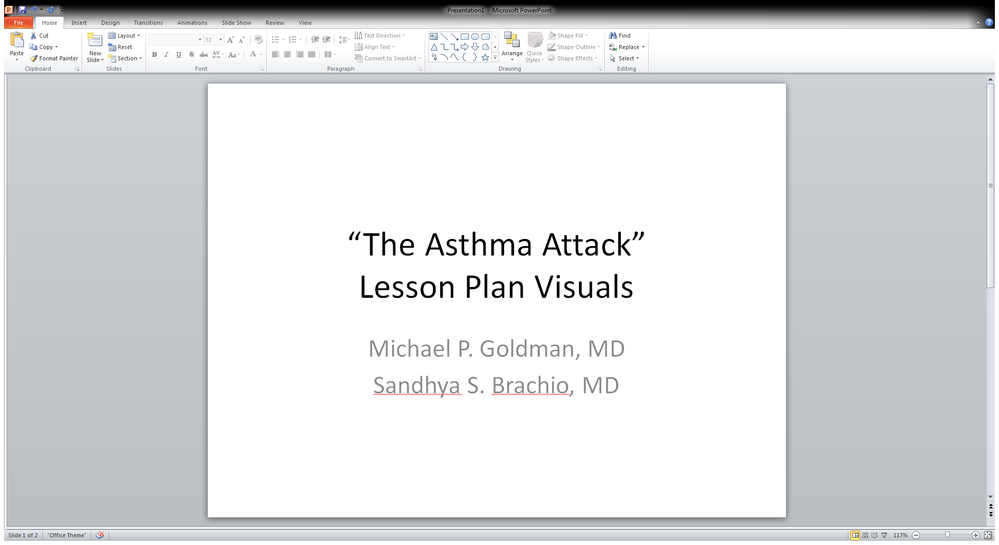 Presentation1 - Microsoft PowerPoint
File Home Insert Design Transitions Animations Slide Show Review View
Paste
Cut
Copy
Format Painter
Clipboard
New
Slide
Layout
Reset
Section
Slides
32
B I U S abc AV Aa A
Font
Text Direction
Align Text
Convert to SmartArt
Paragraph
Arrange
Quick
Styles
Shape Fill
Shape Outline
Shape Effects
Drawing
Find
Replace
Select
Editing
“The Asthma Attack”
Lesson Plan Visuals
Michael P. Goldman, MD
Sandhya S. Brachio, MD
Slide 1 of 2 "Office Theme" 117%